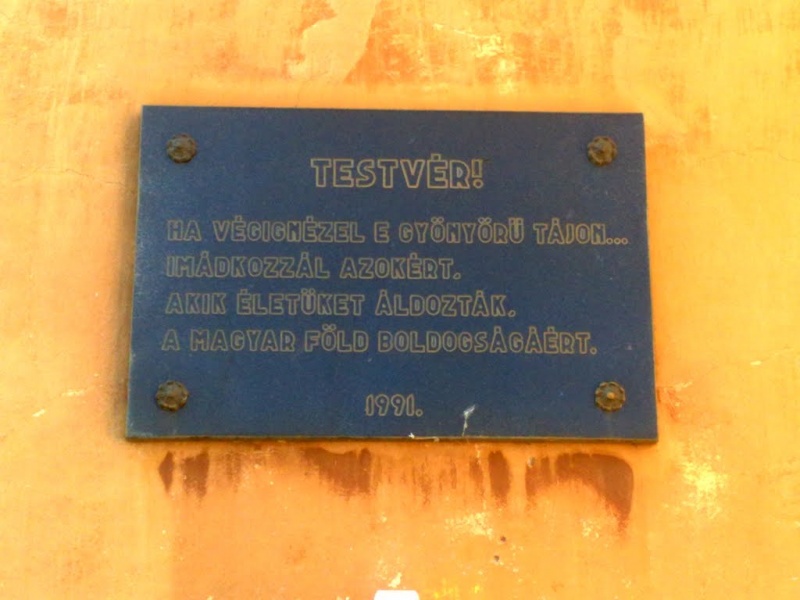 TESTVÉR!
HA VÉGIGNÉZEL E GYÖNYÖRÜ TÁJON...
IMÁDKOZZÁL AZOKÉRT.
AKIK ÉLETÜKET ÁLDOZTÁK.
A MAGYAR FÖLD BOLDOGSÁGÁÉRT.
1991.